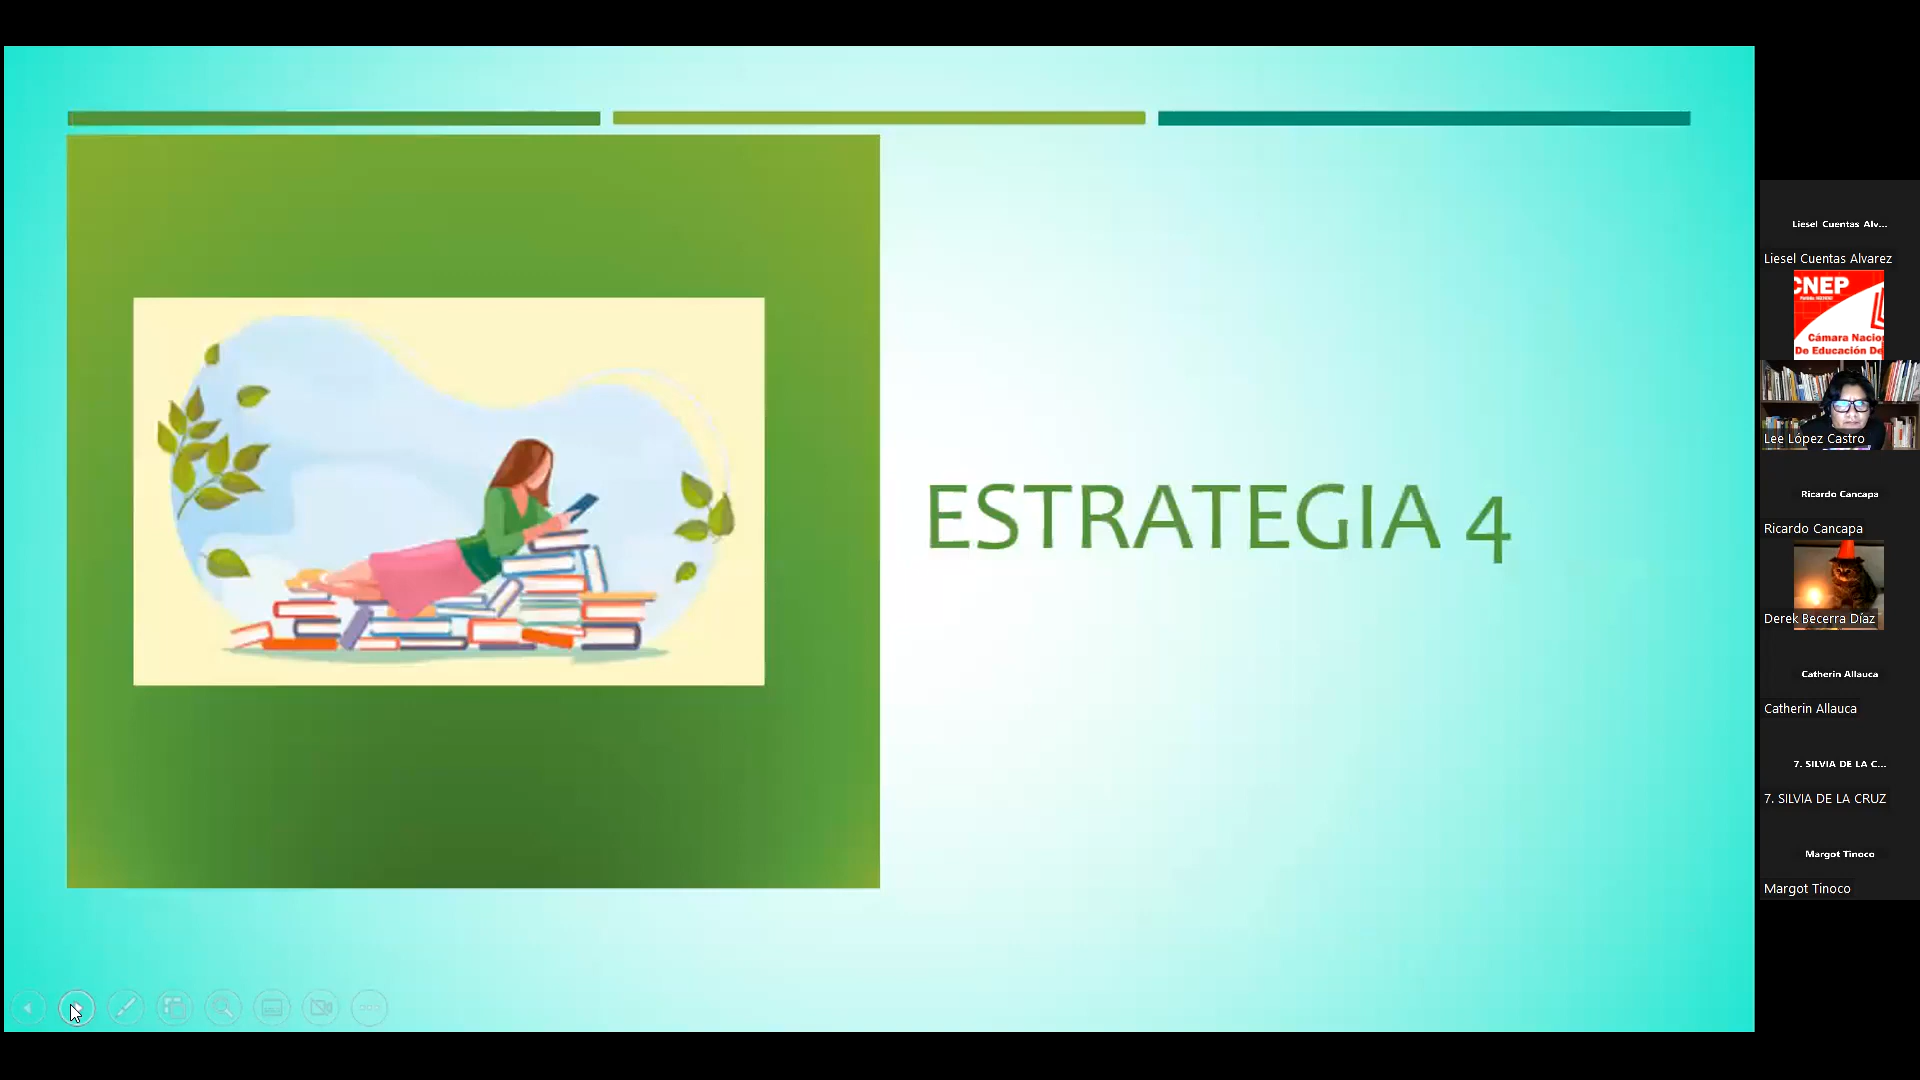 ESTRATEGIA 4
Liesel Cuentas Alv...
Liesel Cuentas Alvarez
CNEP
Cámara Nacio
De Educación De
Lee López Castro
Ricardo Cancapa
Ricardo Cancapa
Derek Becerra Díaz
Catherin Allauca
Catherin Allauca
7. SILVIA DE LA C...
7. SILVIA DE LA CRUZ
Margot Tinoco
Margot Tinoco